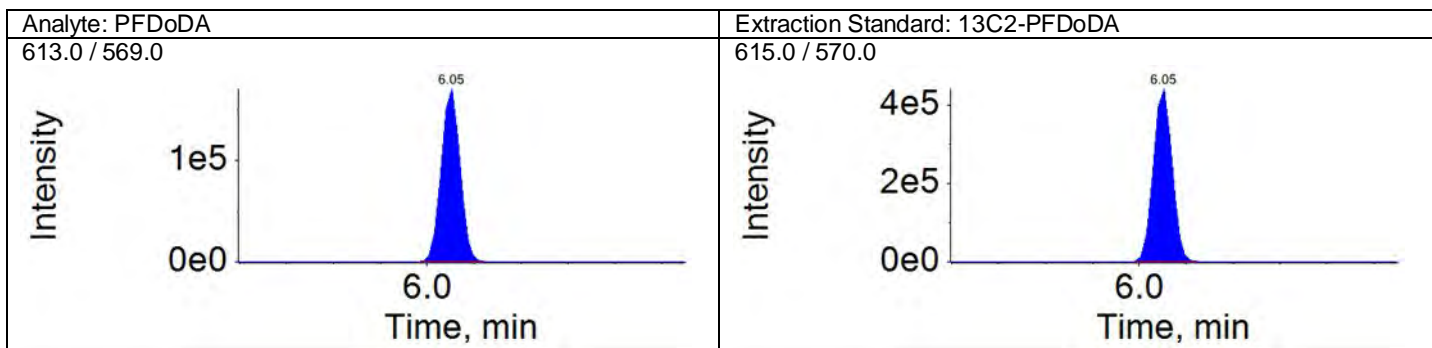 Analyte: PFDoDA
Extraction Standard: 13C2-PFDoDA
613.0 / 569.0
615.0 / 570.0
6.05
Intensity
1e5
0e0
6.0
Time, min
6.05
Intensity
4e5
2e5
0e0
6.0
Time, min